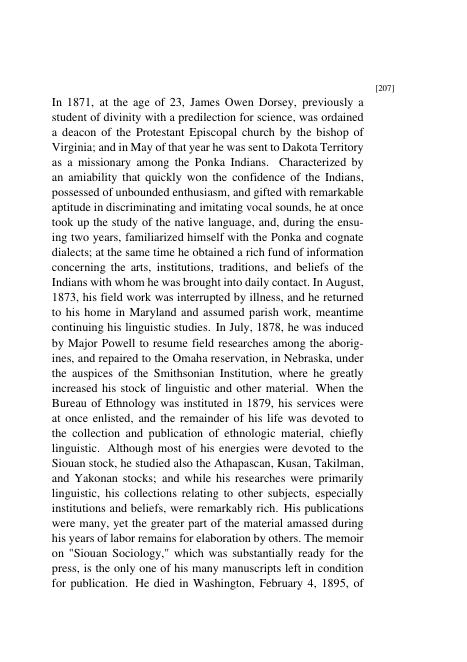 [207]
In 1871, at the age of 23, James Owen Dorsey, previously a
student of divinity with a predilection for science, was ordained
a deacon of the Protestant Episcopal church by the bishop of
Virginia; and in May of that year he was sent to Dakota Territory
as a missionary among the Ponka Indians. Characterized by
an amiability that quickly won the confidence of the Indians,
possessed of unbounded enthusiasm, and gifted with remarkable
aptitude in discriminating and imitating vocal sounds, he at once
took up the study of the native language, and, during the ensu-
ing two years, familiarized himself with the Ponka and cognate
dialects; at the same time he obtained a rich fund of information
concerning the arts, institutions, traditions, and beliefs of the
Indians with whom he was brought into daily contact. In August,
1873, his field work was interrupted by illness, and he returned
to his home in Maryland and assumed parish work, meantime
continuing his linguistic studies. In July, 1878, he was induced
by Major Powell to resume field researches among the aborig-
ines, and repaired to the Omaha reservation, in Nebraska, under
the auspices of the Smithsonian Institution, where he greatly
increased his stock of linguistic and other material. When the
Bureau of Ethnology was instituted in 1879, his services were
at once enlisted, and the remainder of his life was devoted to
the collection and publication of ethnologic material, chiefly
linguistic. Although most of his energies were devoted to the
Siouan stock, he studied also the Athapascan, Kusan, Takilman,
and Yakonan stocks; and while his researches were primarily
linguistic, his collections relating to other subjects, especially
institutions and beliefs, were remarkably rich. His publications
were many, yet the greater part of the material amassed during
his years of labor remains for elaboration by others. The memoir
on "Siouan Sociology," which was substantially ready for the
press, is the only one of his many manuscripts left in condition
for publication. He died in Washington, February 4, 1895, of